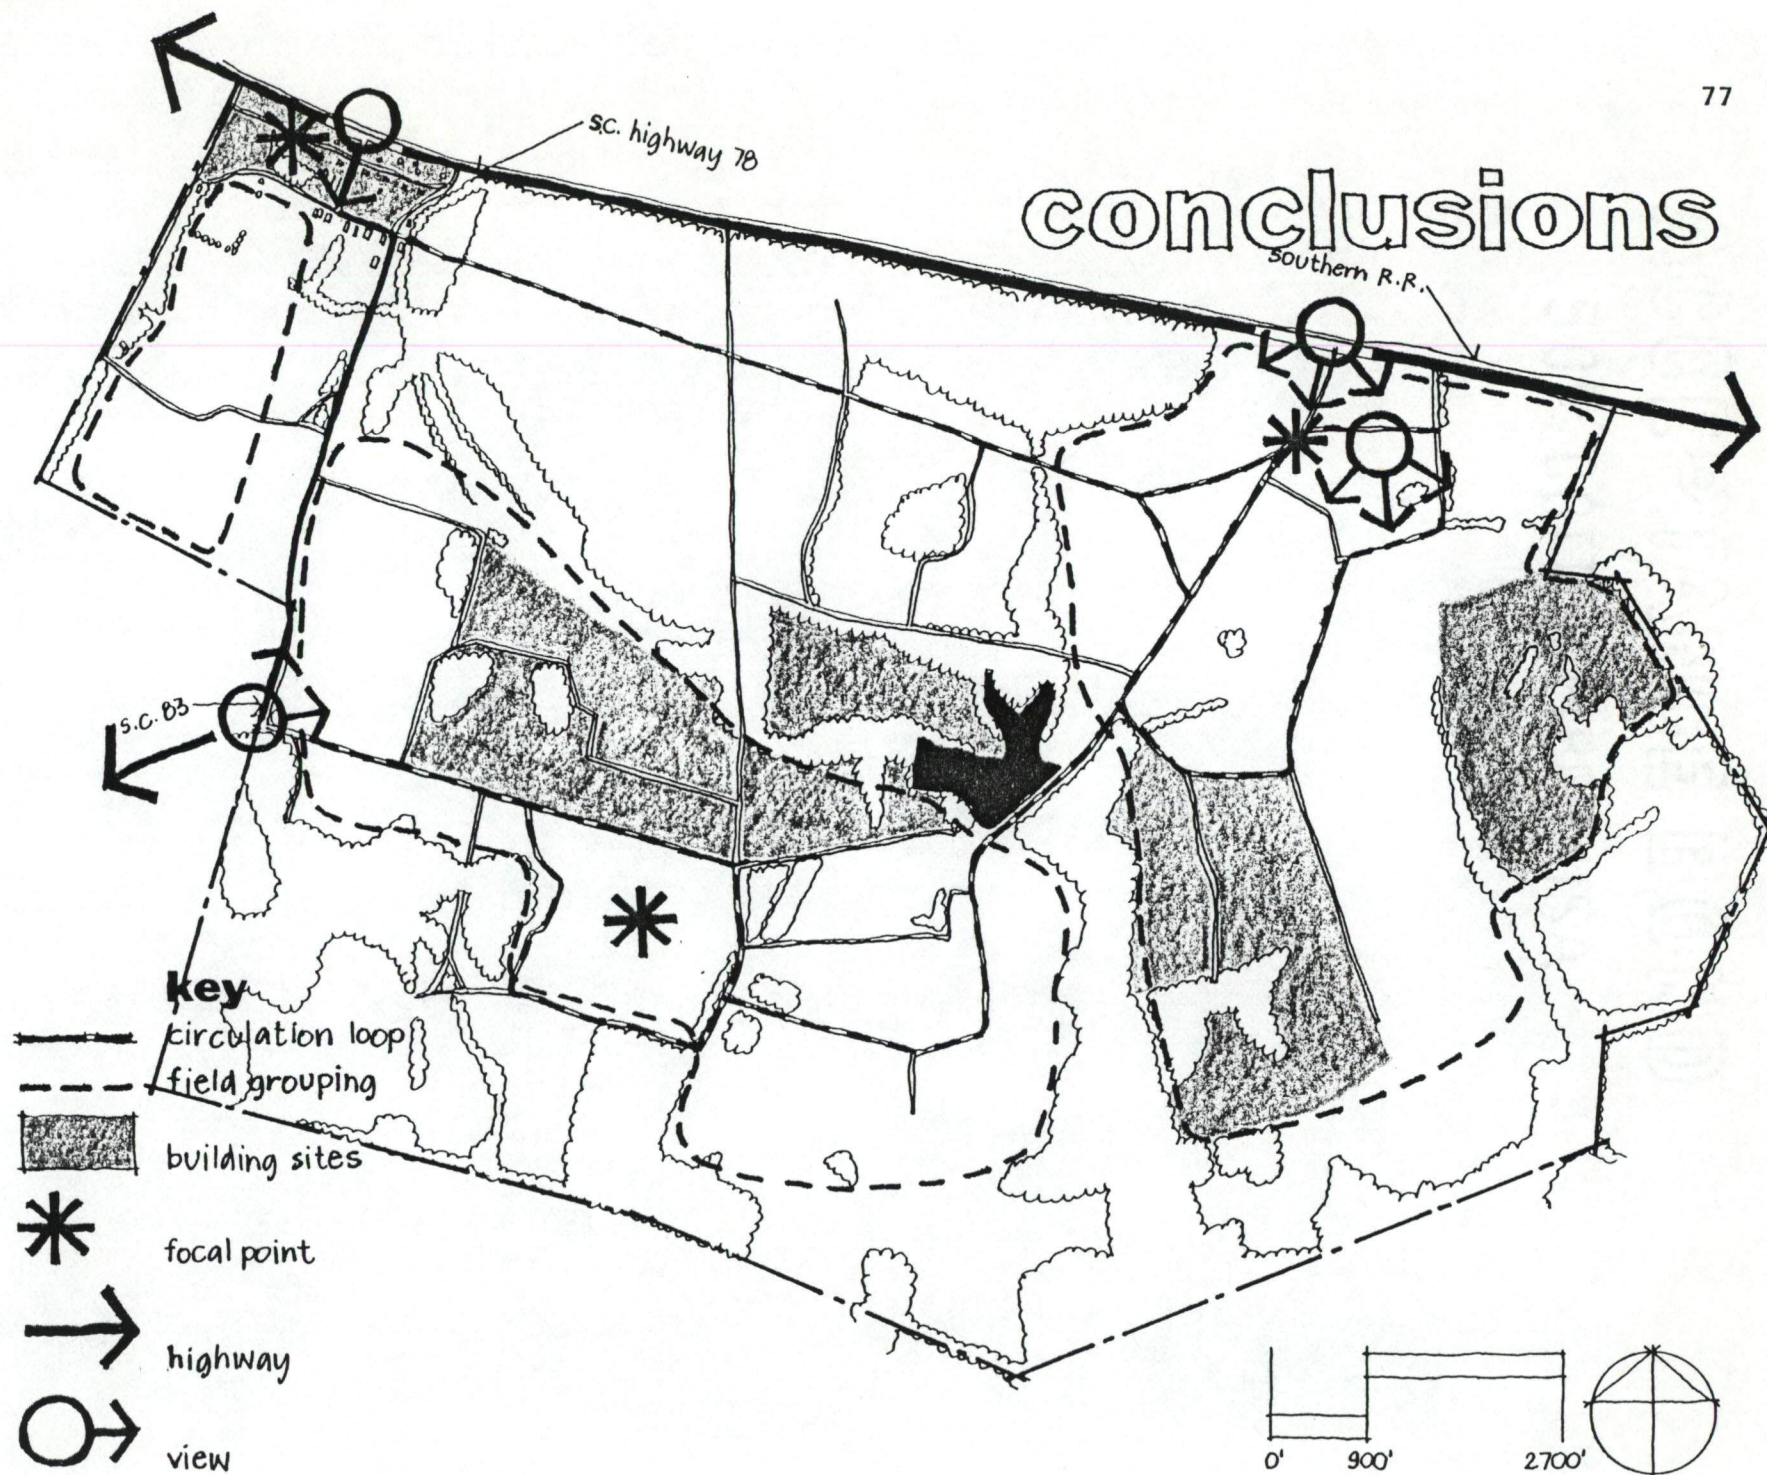 77
s.c. highway 78
conclusions
southern R.R.
s.c. 83
key
circulation loop
field grouping
building sites
focal point
highway
view
0' 900' 2700'